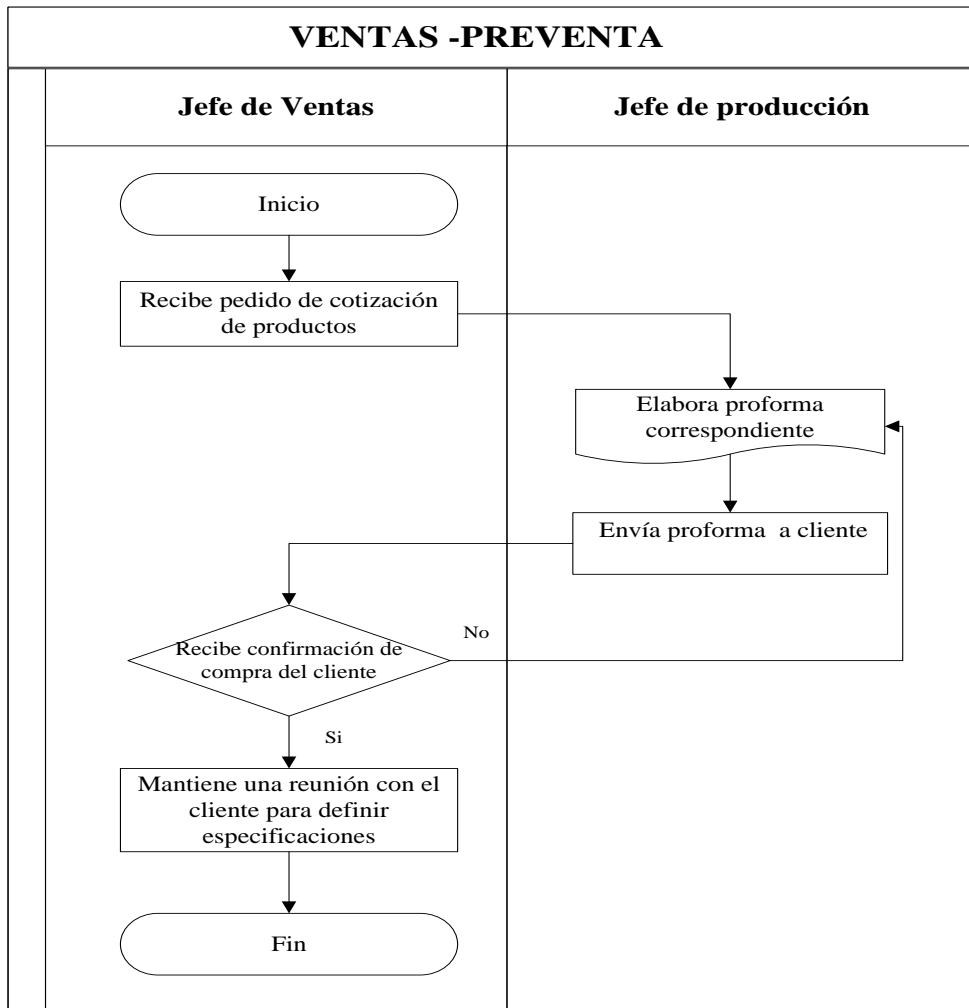 VENTAS -PREVENTA
Jefe de Ventas
Jefe de producción
Inicio
Recibe pedido de cotización
de productos
Elabora proforma
correspondiente
Envía proforma  a cliente
Recibe confirmación de
compra del cliente
No
Si
Mantiene una reunión con el
cliente para definir
especificaciones
Fin